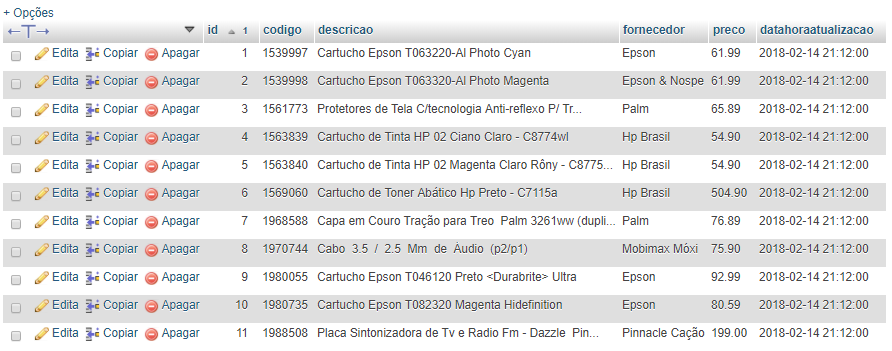 + Opções
←T→ id 1 codigo descricao fornecedor preco datahoraatualizacao
Edita Copiar Apagar 1 1539997 Cartucho Epson T063220-Al Photo Cyan Epson 61.99 2018-02-14 21:12:00
Edita Copiar Apagar 2 1539998 Cartucho Epson T063320-Al Photo Magenta Epson & Nospe 61.99 2018-02-14 21:12:00
Edita Copiar Apagar 3 1561773 Protetores de Tela C/tecnologia Anti-reflexo P/ Tr... Palm 65.89 2018-02-14 21:12:00
Edita Copiar Apagar 4 1563839 Cartucho de Tinta HP 02 Ciano Claro - C8774wl Hp Brasil 54.90 2018-02-14 21:12:00
Edita Copiar Apagar 5 1563840 Cartucho de Tinta HP 02 Magenta Claro Rôny - C8775... Hp Brasil 54.90 2018-02-14 21:12:00
Edita Copiar Apagar 6 1569060 Cartucho de Toner Abático Hp Preto - C7115a Hp Brasil 504.90 2018-02-14 21:12:00
Edita Copiar Apagar 7 1968588 Capa em Couro Tração para Treo Palm 3261ww (dupli... Palm 76.89 2018-02-14 21:12:00
Edita Copiar Apagar 8 1970744 Cabo 3.5 / 2.5 Mm de Áudio (p2/p1) Mobimax Móxi 75.90 2018-02-14 21:12:00
Edita Copiar Apagar 9 1980055 Cartucho Epson T046120 Preto <Durabrite> Ultra Epson 92.99 2018-02-14 21:12:00
Edita Copiar Apagar 10 1980735 Cartucho Epson T082320 Magenta Hidefinition Epson 80.59 2018-02-14 21:12:00
Edita Copiar Apagar 11 1988508 Placa Sintonizadora de Tv e Radio Fm - Dazzle Pin... Pinnacle Cação 199.00 2018-02-14 21:12:00